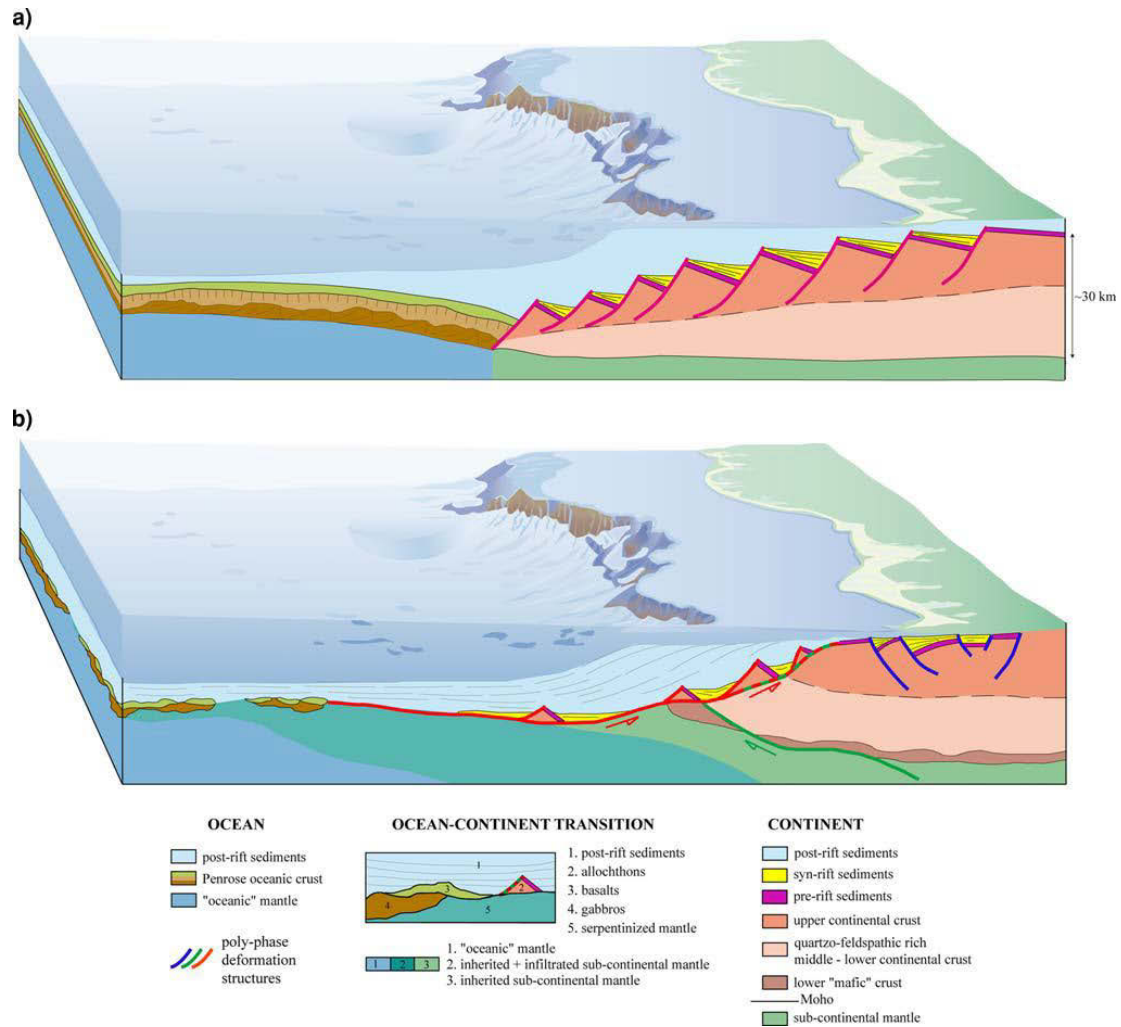 a)
~30 km
b)
OCEAN
post-rift sediments
Penrose oceanic crust
"oceanic" mantle
poly-phase
deformation
structures
OCEAN-CONTINENT TRANSITION
1
2
3
4
5
1. post-rift sediments
2. allochthons
3. basalts
4. gabbros
5. serpentinized mantle
1 2 3
1. "oceanic" mantle
2. inherited + infiltrated sub-continental mantle
3. inherited sub-continental mantle
CONTINENT
post-rift sediments
syn-rift sediments
pre-rift sediments
upper continental crust
quartzo-feldspathic rich
middle - lower continental crust
lower "mafic" crust
Moho
sub-continental mantle